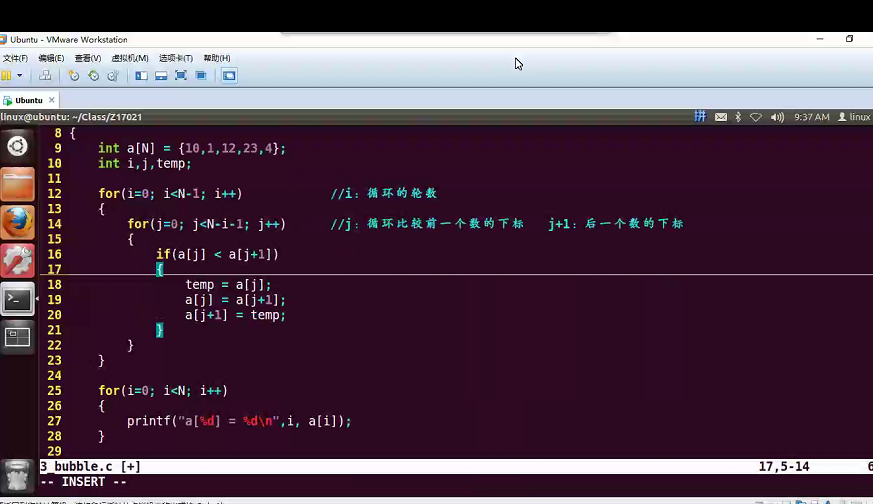 Ubuntu - VMware Workstation
文件(F) 编辑(E) 查看(V) 虚拟机(M) 选项卡(T) 帮助(H)
Ubuntu
linux@ubuntu: ~/Class/Z17021 拼 9:37 AM linux
8 {
9 int a[N] = {10,1,12,23,4};
10 int i,j,temp;
11
12 for(i=0; i<N-1; i++) //i：循环的轮数
13 {
14 for(j=0; j<N-i-1; j++) //j：循环比较前一个数的下标 j+1：后一个数的下标
15 {
16 if(a[j] < a[j+1])
17 {
18 temp = a[j];
19 a[j] = a[j+1];
20 a[j+1] = temp;
21 }
22 }
23 }
24
25 for(i=0; i<N; i++)
26 {
27 printf("a[%d] = %d\n",i, a[i]);
28 }
29
3_bubble.c [+] 17,5-14 6
-- INSERT --